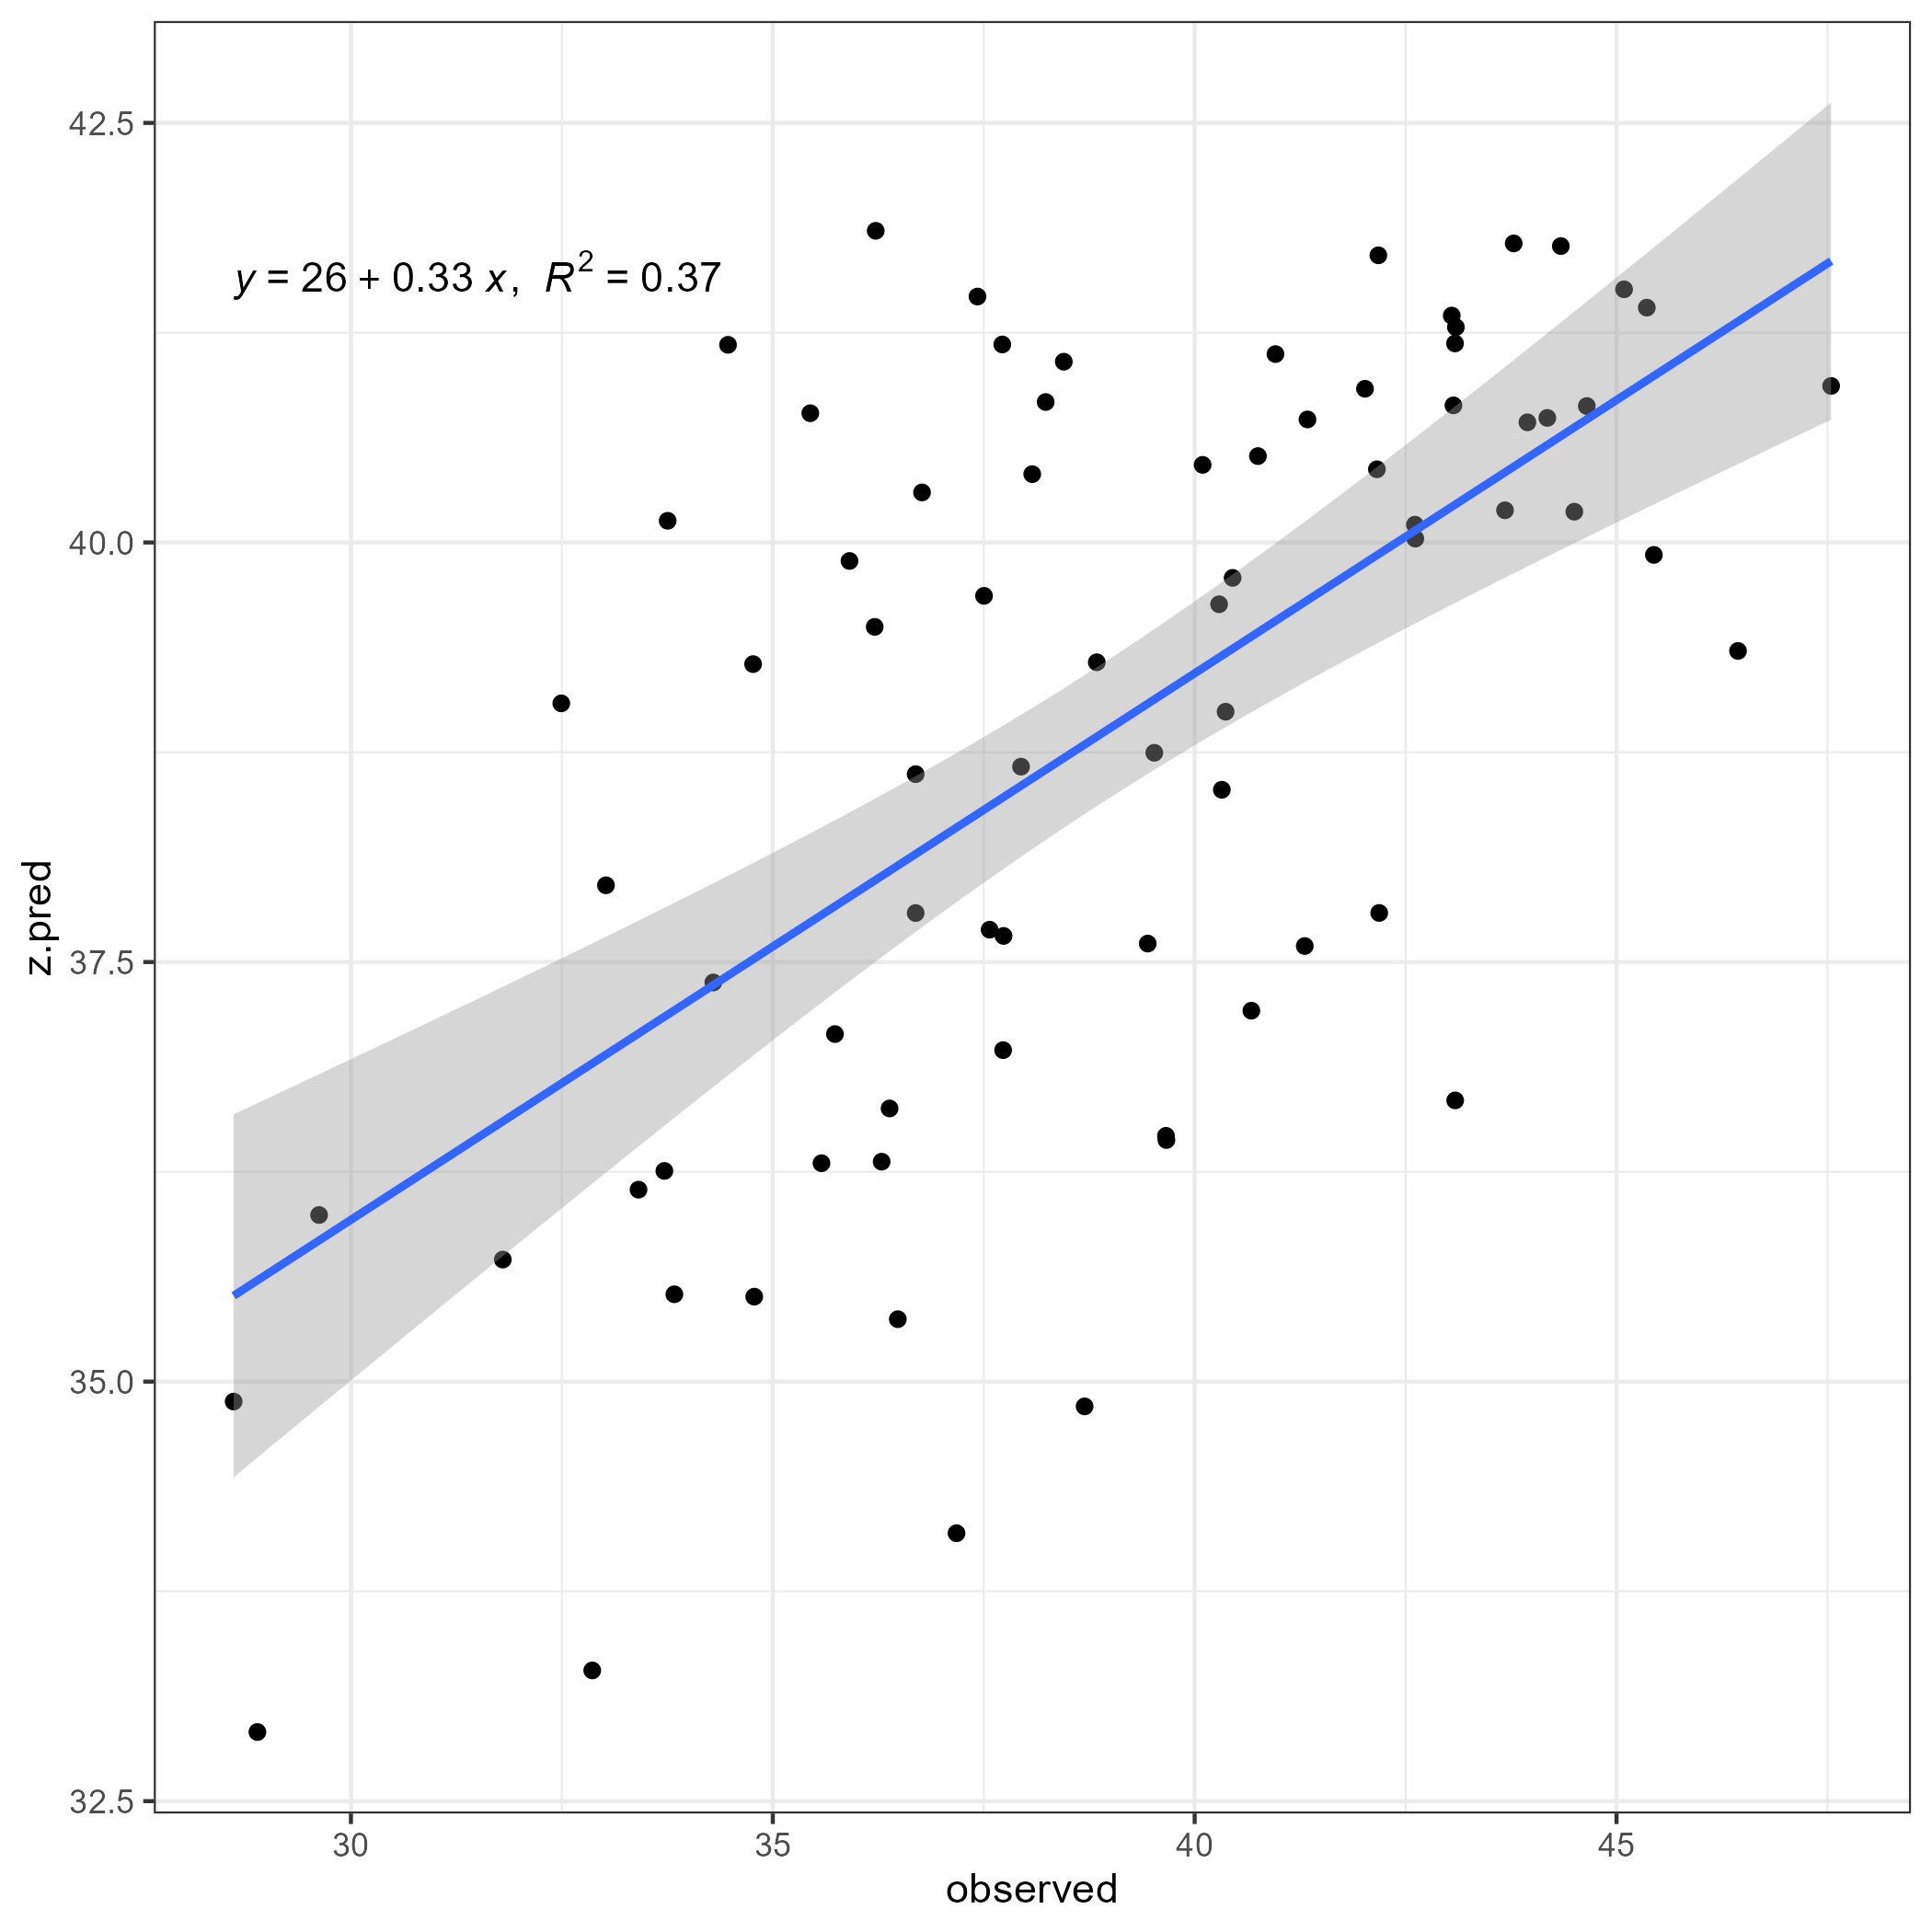 42.5
y = 26 + 0.33 x, R² = 0.37
40.0
z.pred
37.5
35.0
32.5
30 35 40 45
observed